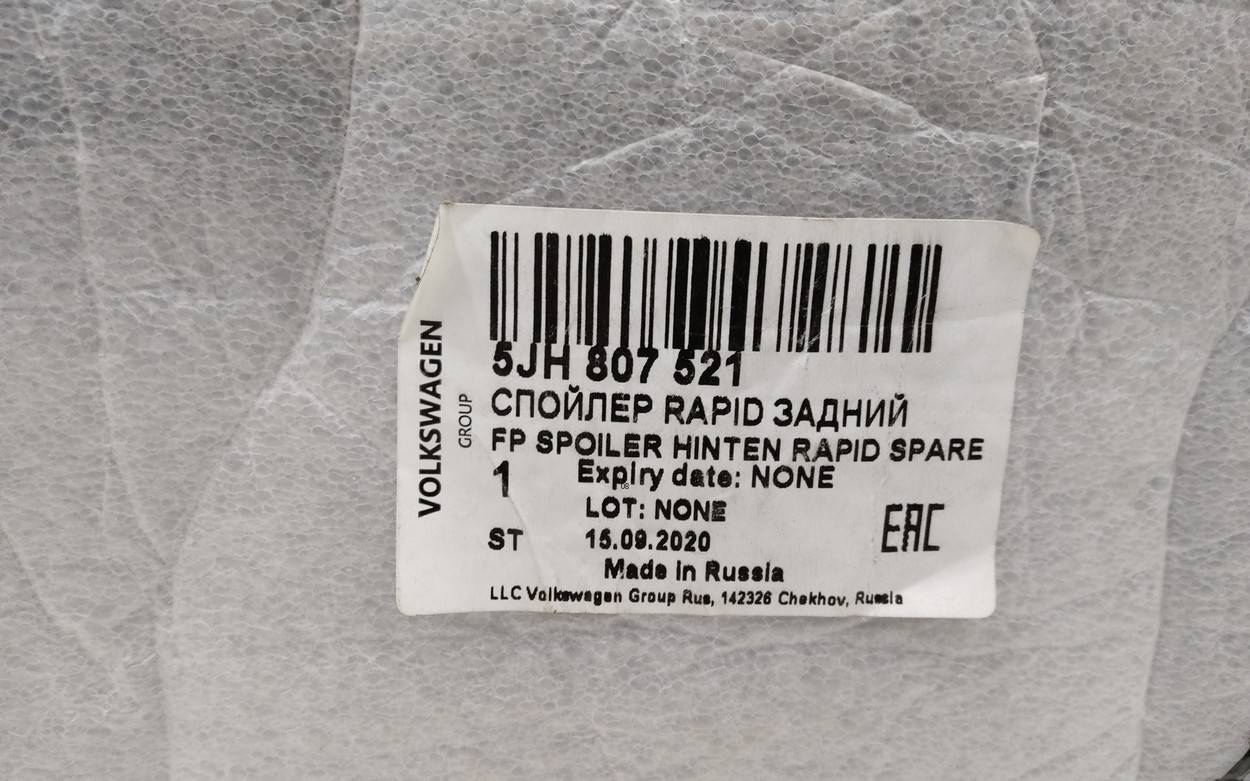 VOLKSWAGEN
GROUP
5JH 807 521
СПОЙЛЕР RAPID ЗАДНИЙ
FP SPOILER HINTEN RAPID SPARE
1 Expiry date: NONE
LOT: NONE
EAC
ST 15.09.2020
Made in Russia
LLC Volkswagen Group Rus, 142326 Chekhov, Russia